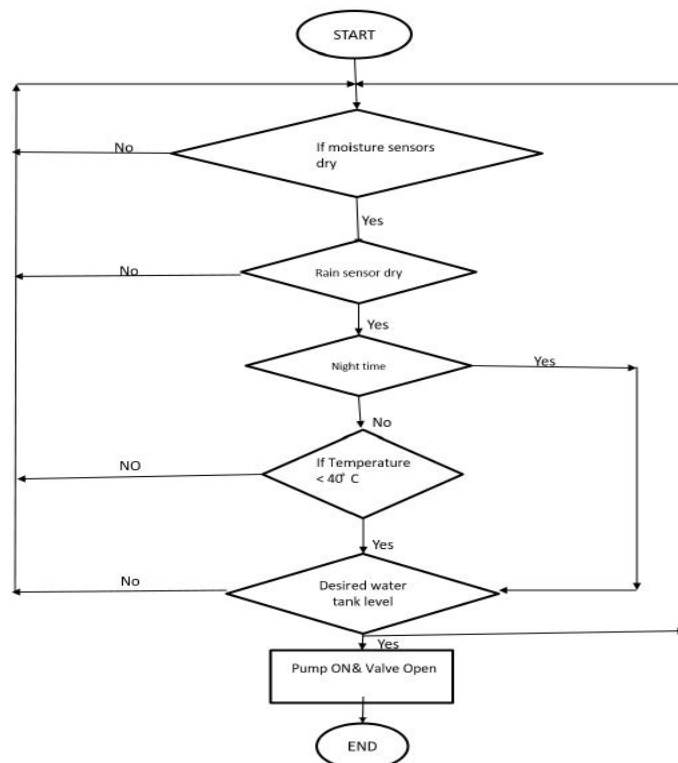 START
If moisture sensors
dry
No
Yes
Rain sensor dry
No
Yes
Night time
Yes
No
If Temperature
< 40° C
NO
Yes
Desired water
tank level
No
Yes
Pump ON& Valve Open
END